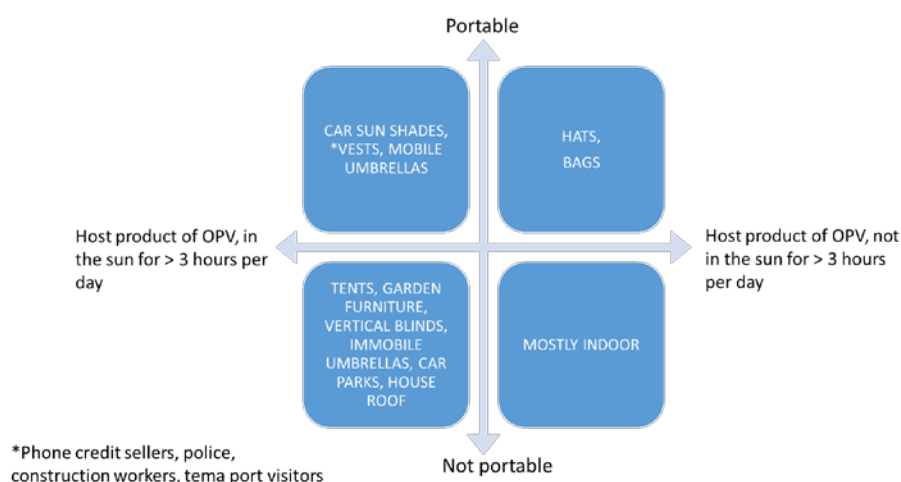 Portable
CAR SUN SHADES,
*VESTS, MOBILE
UMBRELLAS
HATS,
BAGS
Host product of OPV, in
the sun for > 3 hours per
day
Host product of OPV, not
in the sun for > 3 hours
per day
TENTS, GARDEN
FURNITURE,
VERTICAL BLINDS,
IMMOBILE
UMBRELLAS, CAR
PARKS, HOUSE
ROOF
MOSTLY INDOOR
*Phone credit sellers, police,
construction workers, tema port visitors
Not portable